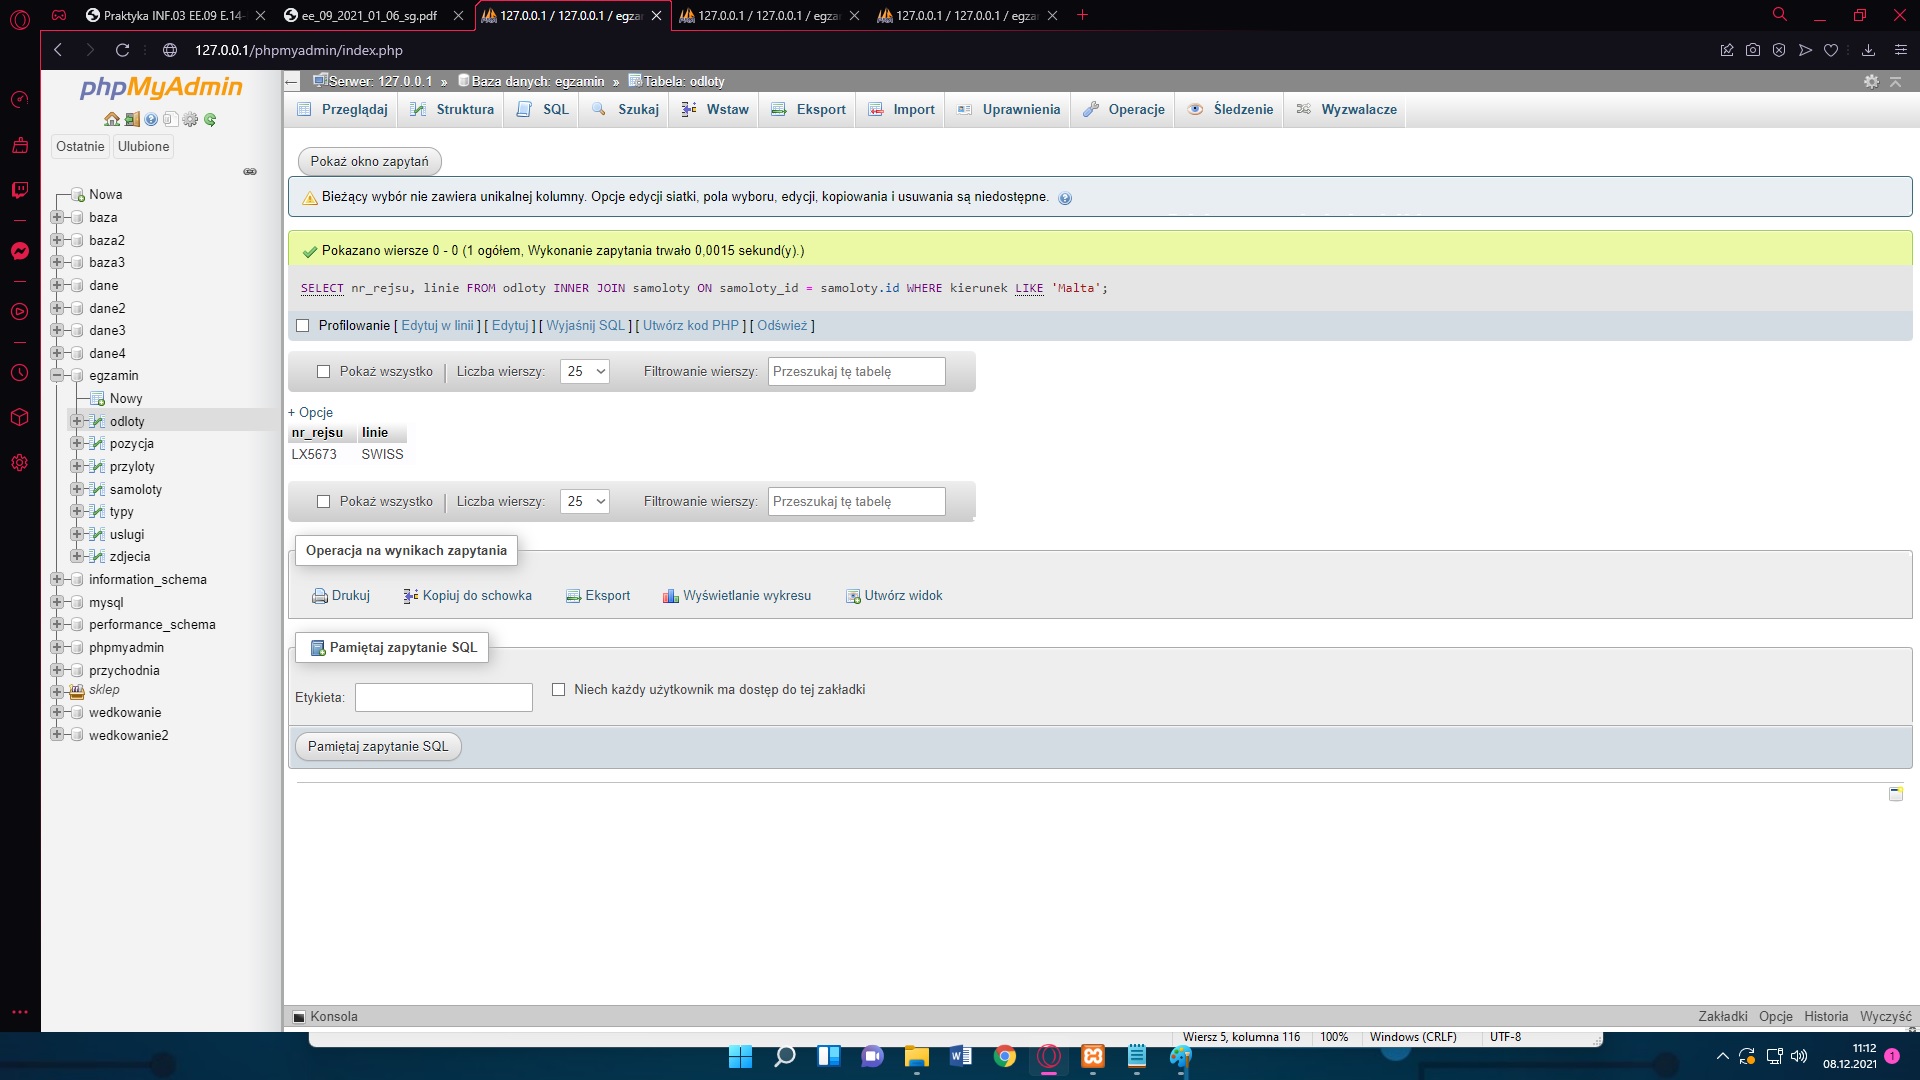 Praktyka INF.03 EE.09 E.14-
ee_09_2021_01_06_sg.pdf
127.0.0.1 / 127.0.0.1 / egza
127.0.0.1 / 127.0.0.1 / egza
127.0.0.1 / 127.0.0.1 / egza
127.0.0.1/phpmyadmin/index.php
phpMyAdmin
Ostatnie
Ulubione
Nowa
baza
baza2
baza3
dane
dane2
dane3
dane4
egzamin
Nowy
odloty
pozycja
przyloty
samoloty
typy
uslugi
zdjecia
information_schema
mysql
performance_schema
phpmyadmin
przychodnia
sklep
wedkowanie
wedkowanie2
Serwer: 127.0.0.1 » Baza danych: egzamin » Tabela: odloty
Przeglądaj Struktura SQL Szukaj Wstaw Eksport Import Uprawnienia Operacje Śledzenie Wyzwalacze
Pokaż okno zapytań
Bieżący wybór nie zawiera unikalnej kolumny. Opcje edycji siatki, pola wyboru, edycji, kopiowania i usuwania są niedostępne.
Pokazano wiersze 0 - 0 (1 ogółem, Wykonanie zapytania trwało 0,0015 sekund(y).)
SELECT nr_rejsu, linie FROM odloty INNER JOIN samoloty ON samoloty_id = samoloty.id WHERE kierunek LIKE 'Malta';
Profilowanie [ Edytuj w linii ] [ Edytuj ] [ Wyjaśnij SQL ] [ Utwórz kod PHP ] [ Odśwież ]
Pokaż wszystko Liczba wierszy: 25 Filtrowanie wierszy: Przeszukaj tę tabelę
+ Opcje
nr_rejsu linie
LX5673 SWISS
Pokaż wszystko Liczba wierszy: 25 Filtrowanie wierszy: Przeszukaj tę tabelę
Operacja na wynikach zapytania
Drukuj Kopiuj do schowka Eksport Wyświetlanie wykresu Utwórz widok
Pamiętaj zapytanie SQL
Etykieta: Niech każdy użytkownik ma dostęp do tej zakładki
Pamiętaj zapytanie SQL
Konsola Zakładki Opcje Historia Wyczyść
Wiersz 5, kolumna 116 100% Windows (CRLF) UTF-8
11:12
08.12.2021
1